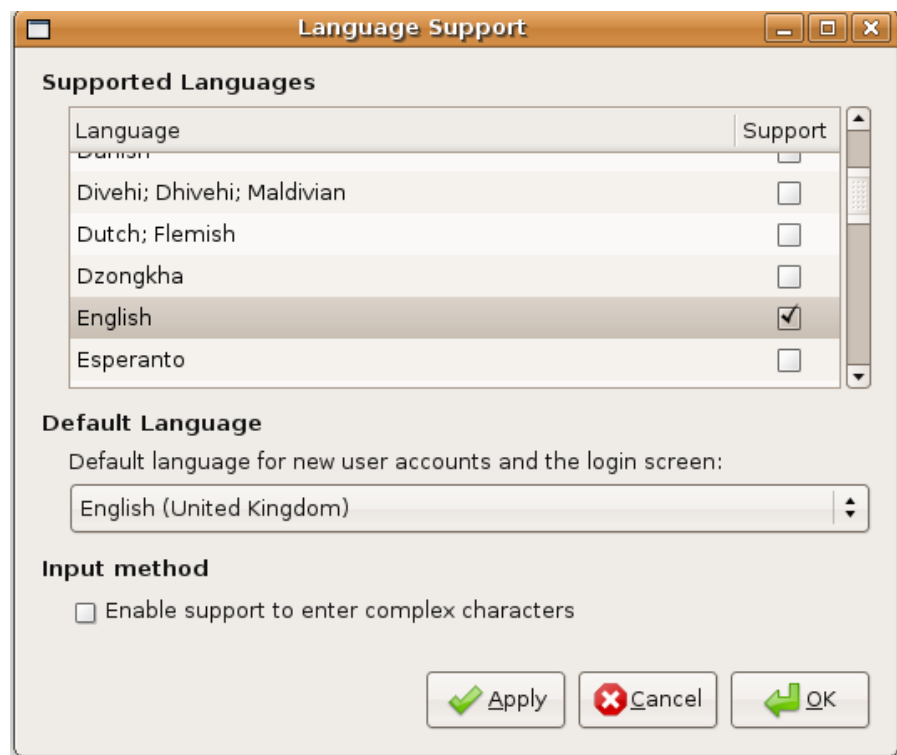 Language Support
Supported Languages
Language Support
Danish
Divehi; Dhivehi; Maldivian
Dutch; Flemish
Dzongkha
English
Esperanto
Default Language
Default language for new user accounts and the login screen:
English (United Kingdom)
Input method
Enable support to enter complex characters
Apply Cancel OK